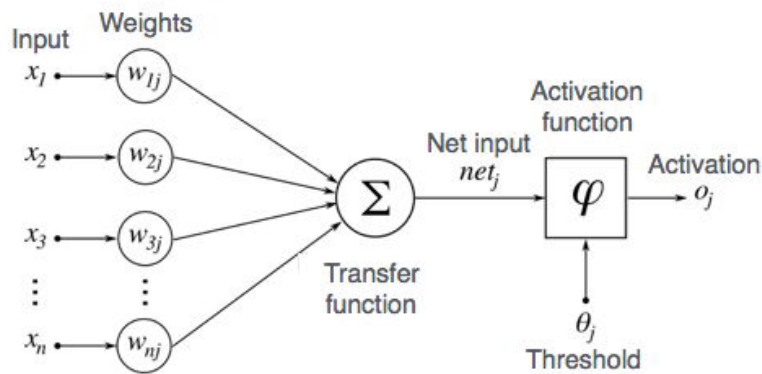 Input
Weights
x₁
w₁ⱼ
x₂
w₂ⱼ
x₃
w₃ⱼ
⋮
⋮
xₙ
wₙⱼ
Σ
Transfer
function
Net input
netⱼ
Activation
function
φ
Activation
oⱼ
θⱼ
Threshold